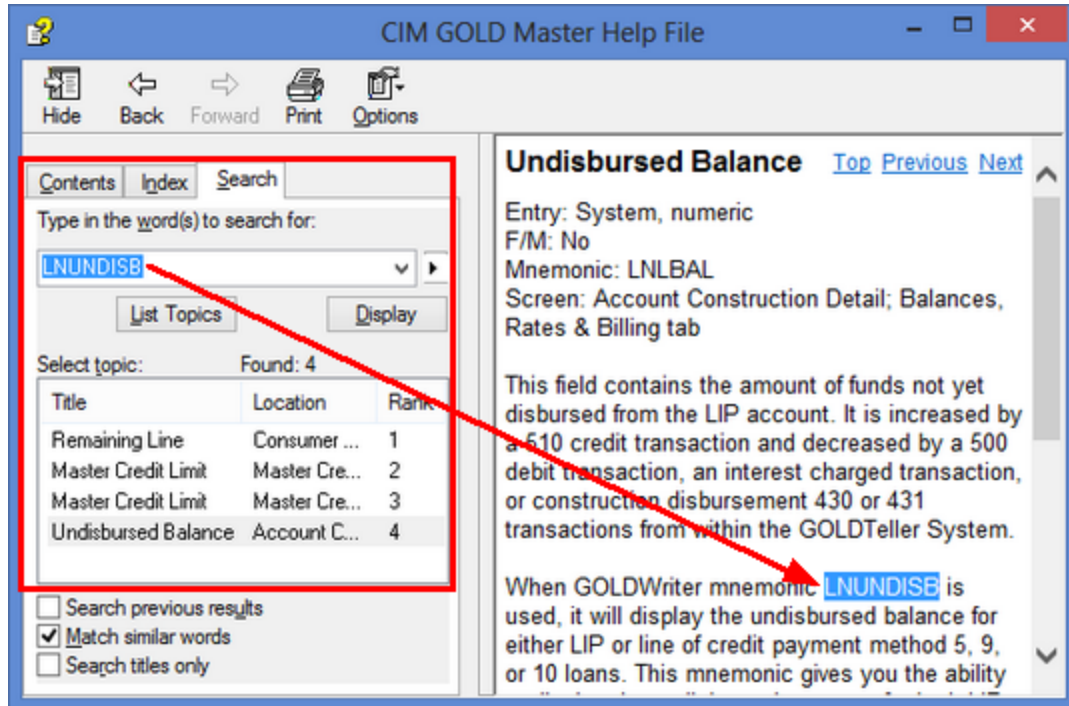 CIM GOLD Master Help File
Hide Back Forward Print Options
Contents Index Search
Type in the word(s) to search for:
LNUNDISB
List Topics Display
Select topic: Found: 4
Title Location Rank
Remaining Line Consumer ... 1
Master Credit Limit Master Cre... 2
Master Credit Limit Master Cre... 3
Undisbursed Balance Account C... 4
Search previous results
Match similar words
Search titles only
Undisbursed Balance Top Previous Next
Entry: System, numeric
F/M: No
Mnemonic: LNLBAL
Screen: Account Construction Detail; Balances,
Rates & Billing tab
This field contains the amount of funds not yet
disbursed from the LIP account. It is increased by
a 510 credit transaction and decreased by a 500
debit transaction, an interest charged transaction,
or construction disbursement 430 or 431
transactions from within the GOLDTeller System.
When GOLDWriter mnemonic LNUNDISB is
used, it will display the undisbursed balance for
either LIP or line of credit payment method 5, 9,
or 10 loans. This mnemonic gives you the ability